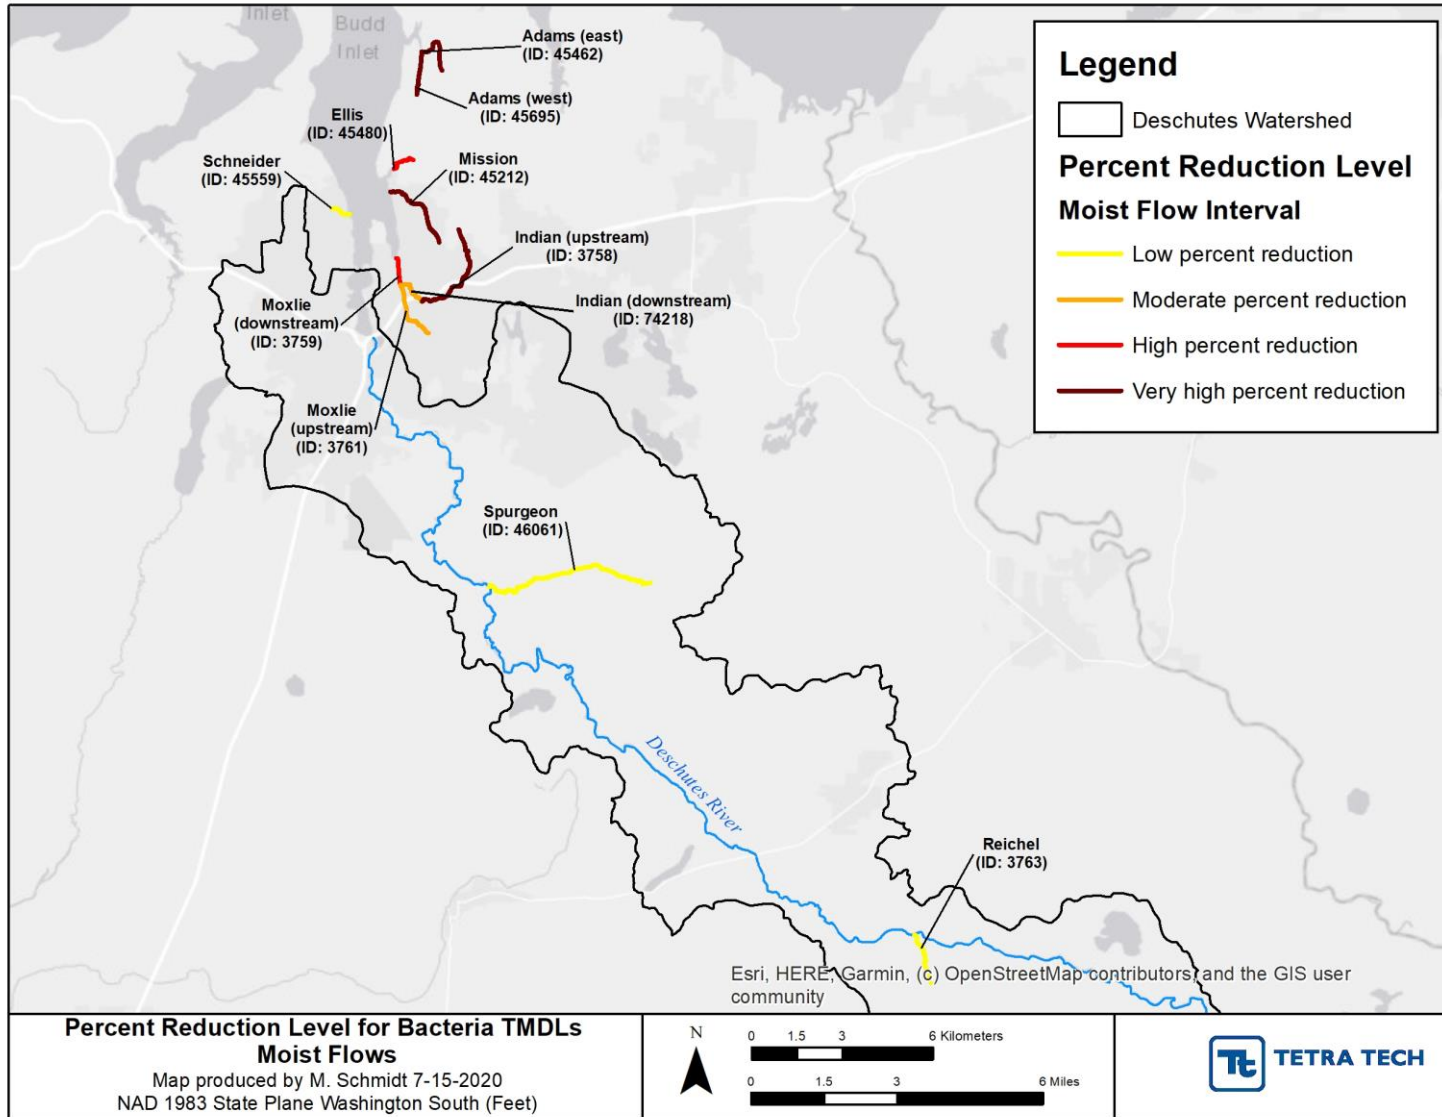 Inlet
Budd
Inlet
Adams (east)
(ID: 45462)
Adams (west)
(ID: 45695)
Ellis
(ID: 45480)
Schneider
(ID: 45559)
Mission
(ID: 45212)
Indian (upstream)
(ID: 3758)
Indian (downstream)
(ID: 74218)
Moxlie
(downstream)
(ID: 3759)
Moxlie
(upstream)
(ID: 3761)
Spurgeon
(ID: 46061)
Deschutes River
Reichel
(ID: 3763)
Legend
Deschutes Watershed
Percent Reduction Level
Moist Flow Interval
Low percent reduction
Moderate percent reduction
High percent reduction
Very high percent reduction
Esri, HERE, Garmin, (c) OpenStreetMap contributors, and the GIS user
community
Percent Reduction Level for Bacteria TMDLs
Moist Flows
Map produced by M. Schmidt 7-15-2020
NAD 1983 State Plane Washington South (Feet)
N
0 1.5 3 6 Kilometers
0 1.5 3 6 Miles
Tt TETRA TECH